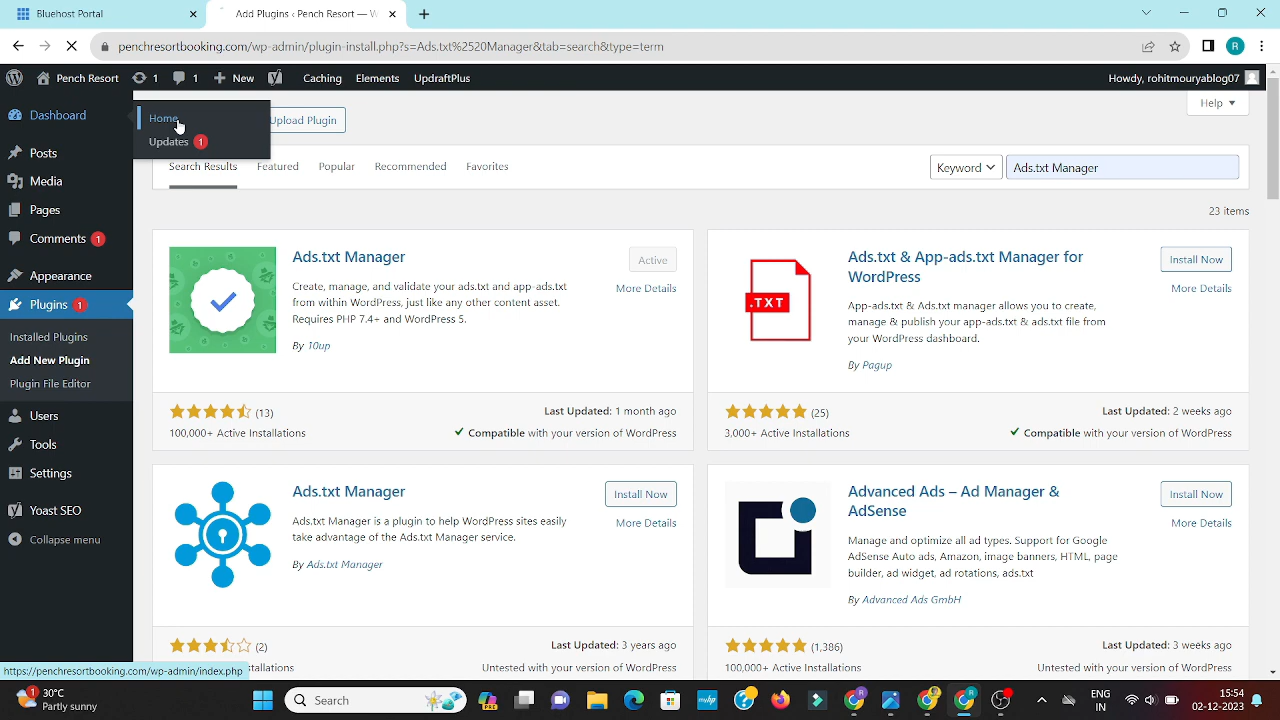 Bluehost Portal
Add Plugins ‹ Pench Resort — W
penchresortbooking.com/wp-admin/plugin-install.php?s=Ads.txt%2520Manager&tab=search&type=term
R
Pench Resort
1
1
New
Caching
Elements
UpdraftPlus
Howdy, rohitmouryablog07
Dashboard
Home
Updates 1
Upload Plugin
Help
Posts
Media
Pages
Comments 1
Appearance
Plugins 1
Installed Plugins
Add New Plugin
Plugin File Editor
Users
Tools
Settings
Yoast SEO
Collapse menu
Search Results
Featured
Popular
Recommended
Favorites
Keyword
Ads.txt Manager
23 items
Ads.txt Manager
Active
More Details
Create, manage, and validate your ads.txt and app-ads.txt
from within WordPress, just like any other content asset.
Requires PHP 7.4+ and WordPress 5.
By 10up
(13)
Last Updated: 1 month ago
100,000+ Active Installations
Compatible with your version of WordPress
.TXT
Ads.txt & App-ads.txt Manager for
WordPress
Install Now
More Details
App-ads.txt & Ads.txt manager allows you to create,
manage & publish your app-ads.txt & ads.txt file from
your WordPress dashboard.
By Pagup
(25)
Last Updated: 2 weeks ago
3,000+ Active Installations
Compatible with your version of WordPress
Ads.txt Manager
Install Now
More Details
Ads.txt Manager is a plugin to help WordPress sites easily
take advantage of the Ads.txt Manager service.
By Ads.txt Manager
(2)
Last Updated: 3 years ago
stallations
Untested with your version of WordPress
Advanced Ads – Ad Manager &
AdSense
Install Now
More Details
Manage and optimize all ad types. Support for Google
AdSense Auto ads, Amazon, image banners, HTML, page
builder, ad widget, ad rotations, ads.txt
By Advanced Ads GmbH
(1,386)
Last Updated: 3 weeks ago
100,000+ Active Installations
Untested with your version of WordPress
https://penchresortbooking.com/wp-admin/index.php
1
30°C
Partly sunny
Search
myhp
ENG
IN
13:54
02-12-2023